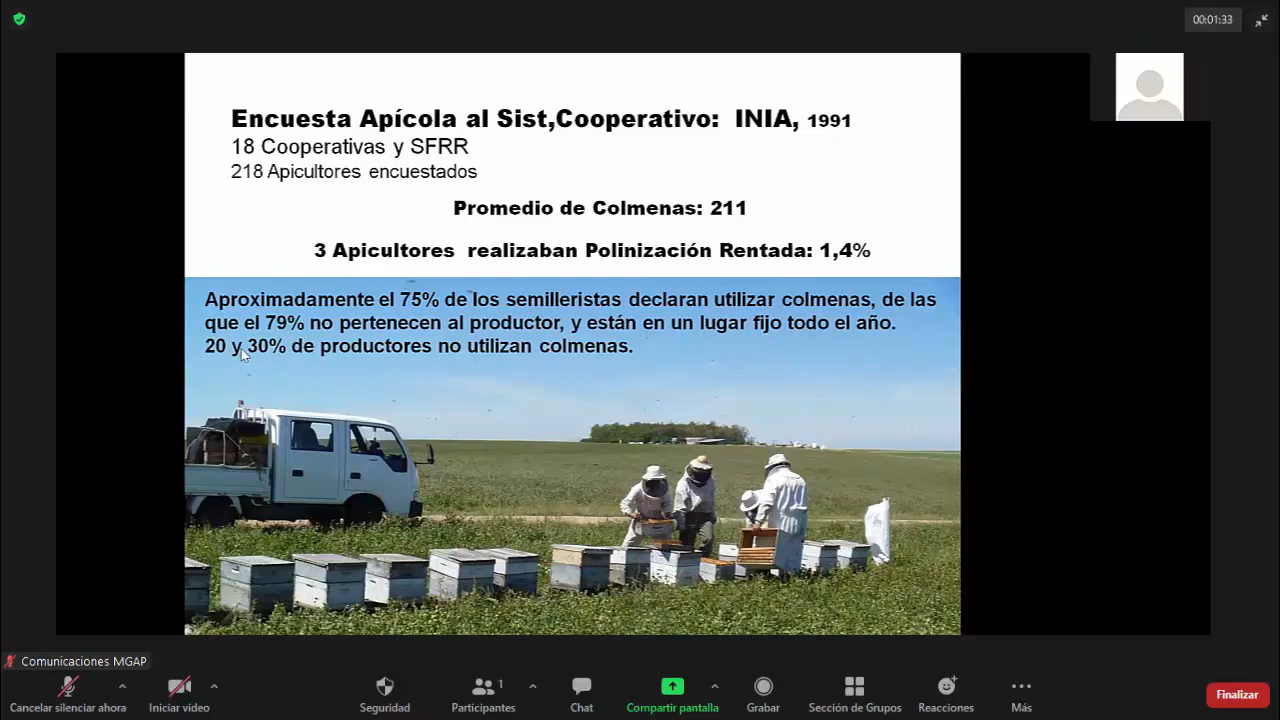 00:01:33
Encuesta Apícola al Sist,Cooperativo: INIA, 1991
18 Cooperativas y SFRR
218 Apicultores encuestados
Promedio de Colmenas: 211
3 Apicultores realizaban Polinización Rentada: 1,4%
Aproximadamente el 75% de los semilleristas declaran utilizar colmenas, de las
que el 79% no pertenecen al productor, y están en un lugar fijo todo el año.
20 y 30% de productores no utilizan colmenas.
Comunicaciones MGAP
1
Cancelar silenciar ahora Iniciar video Seguridad Participantes Chat Compartir pantalla Grabar Sección de Grupos Reacciones Más Finalizar